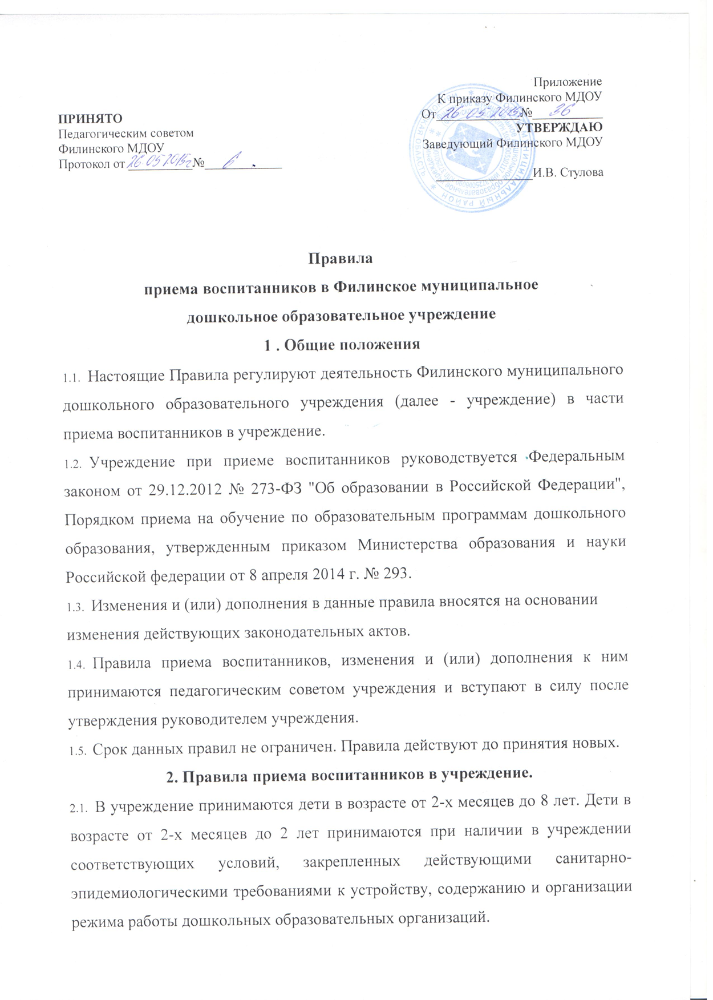 Приложение
К приказу Филинского МДОУ
От 26 05 2015г № 36
УТВЕРЖДАЮ
Заведующий Филинского МДОУ
И.В. Стулова
ПРИНЯТО
Педагогическим советом
Филинского МДОУ
Протокол от 26.05 2015г № 6
Правила
приема воспитанников в Филинское муниципальное
дошкольное образовательное учреждение
1 . Общие положения
1.1. Настоящие Правила регулируют деятельность Филинского муниципального
дошкольного образовательного учреждения (далее - учреждение) в части
приема воспитанников в учреждение.
1.2. Учреждение при приеме воспитанников руководствуется Федеральным
законом от 29.12.2012 № 273-ФЗ "Об образовании в Российской Федерации",
Порядком приема на обучение по образовательным программам дошкольного
образования, утвержденным приказом Министерства образования и науки
Российской федерации от 8 апреля 2014 г. № 293.
1.3. Изменения и (или) дополнения в данные правила вносятся на основании
изменения действующих законодательных актов.
1.4. Правила приема воспитанников, изменения и (или) дополнения к ним
принимаются педагогическим советом учреждения и вступают в силу после
утверждения руководителем учреждения.
1.5. Срок данных правил не ограничен. Правила действуют до принятия новых.
2. Правила приема воспитанников в учреждение.
2.1. В учреждение принимаются дети в возрасте от 2-х месяцев до 8 лет. Дети в
возрасте от 2-х месяцев до 2 лет принимаются при наличии в учреждении
соответствующих условий, закрепленных действующими санитарно-
эпидемиологическими требованиями к устройству, содержанию и организации
режима работы дошкольных образовательных организаций.